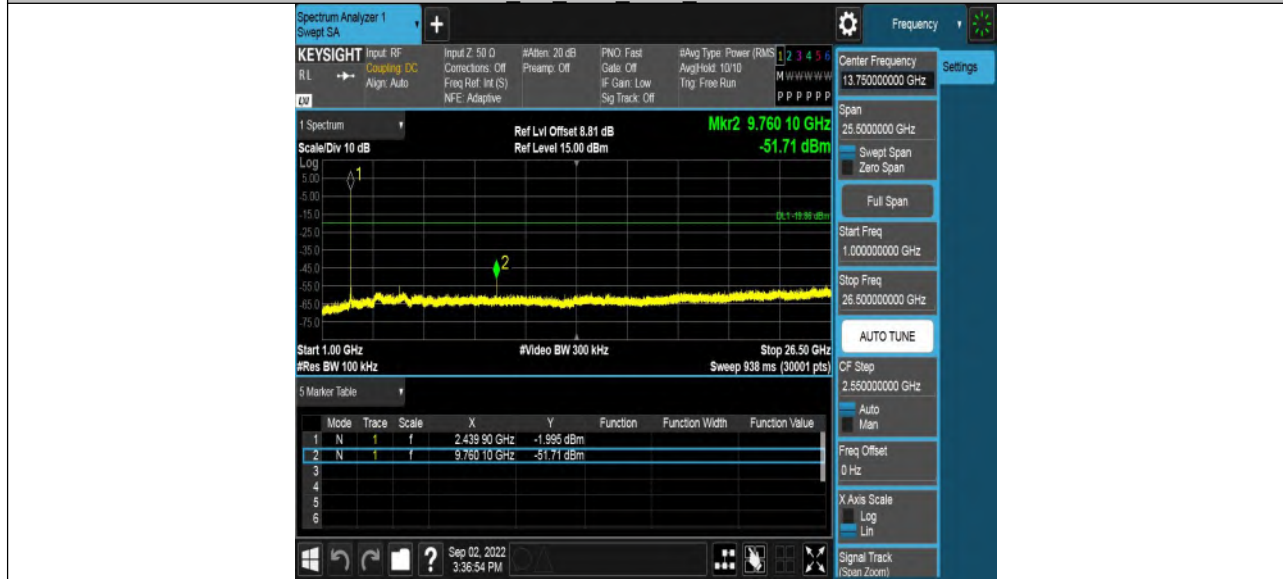 Spectrum Analyzer 1
Swept SA
+
Frequency
KEYSIGHT
RL
LXI
Input: RF
Coupling: DC
Align: Auto
Input Z: 50 Ω
Corrections: Off
Freq Ref: Int (S)
NFE: Adaptive
#Atten: 20 dB
Preamp: Off
PNO: Fast
Gate: Off
IF Gain: Low
Sig Track: Off
#Avg Type: Power (RMS
Avg|Hold: 10/10
Trig: Free Run
1 2 3 4 5 6
M W W W W W
P P P P P P
Center Frequency
13.750000000 GHz
Settings
Span
25.5000000 GHz
Swept Span
Zero Span
Full Span
Start Freq
1.000000000 GHz
Stop Freq
26.500000000 GHz
AUTO TUNE
CF Step
2.550000000 GHz
Auto
Man
Freq Offset
0 Hz
X Axis Scale
Log
Lin
Signal Track
(Span Zoom)
1 Spectrum
Scale/Div 10 dB
Ref Lvl Offset 8.81 dB
Ref Level 15.00 dBm
Mkr2 9.760 10 GHz
-51.71 dBm
Log
5.00
-5.00
-15.0
-25.0
-35.0
-45.0
-55.0
-65.0
-75.0
1
2
DL1 -19.96 dBm
Start 1.00 GHz
#Res BW 100 kHz
#Video BW 300 kHz
Stop 26.50 GHz
Sweep 938 ms (30001 pts)
5 Marker Table
Mode Trace Scale X Y Function Function Width Function Value
1 N 1 f 2.439 90 GHz -1.995 dBm
2 N 1 f 9.760 10 GHz -51.71 dBm
3
4
5
6
?
Sep 02, 2022
3:36:54 PM